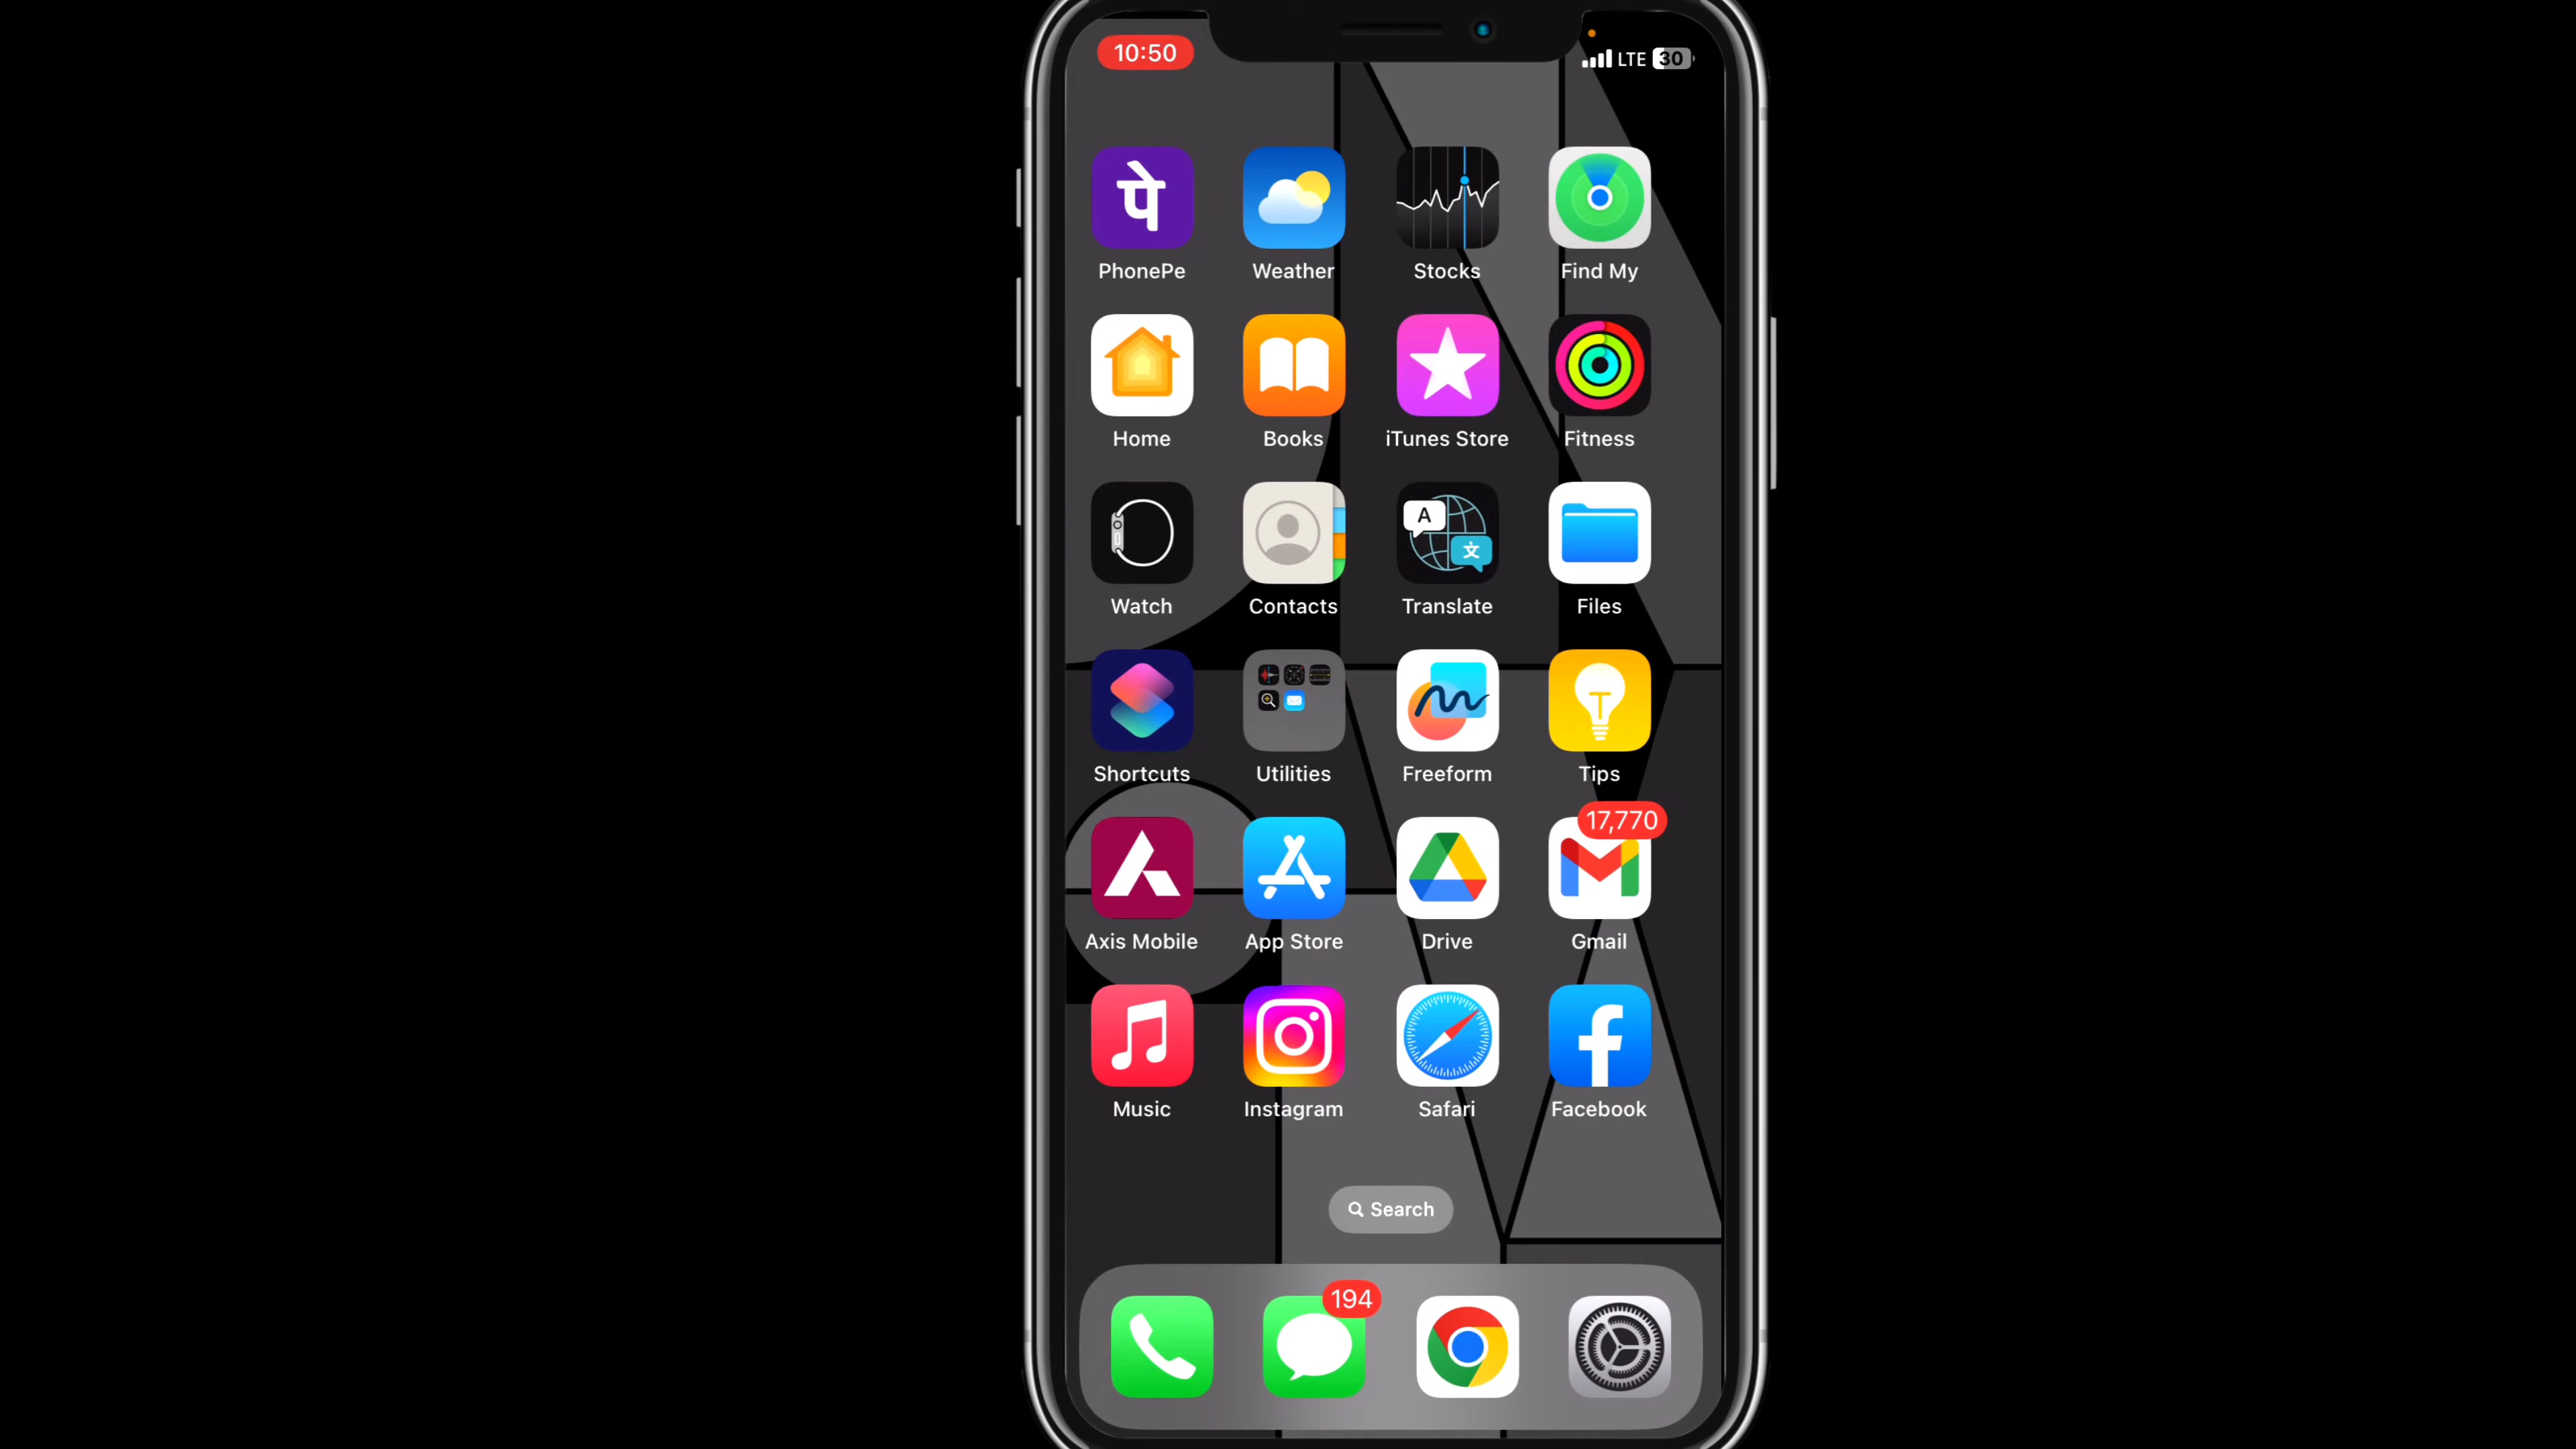 10:50
LTE 30
पे
PhonePe Weather Stocks Find My
Home Books iTunes Store Fitness
A
文
Watch Contacts Translate Files
Shortcuts Utilities Freeform Tips
17,770
Axis Mobile App Store Drive Gmail
Music Instagram Safari Facebook
Search
194